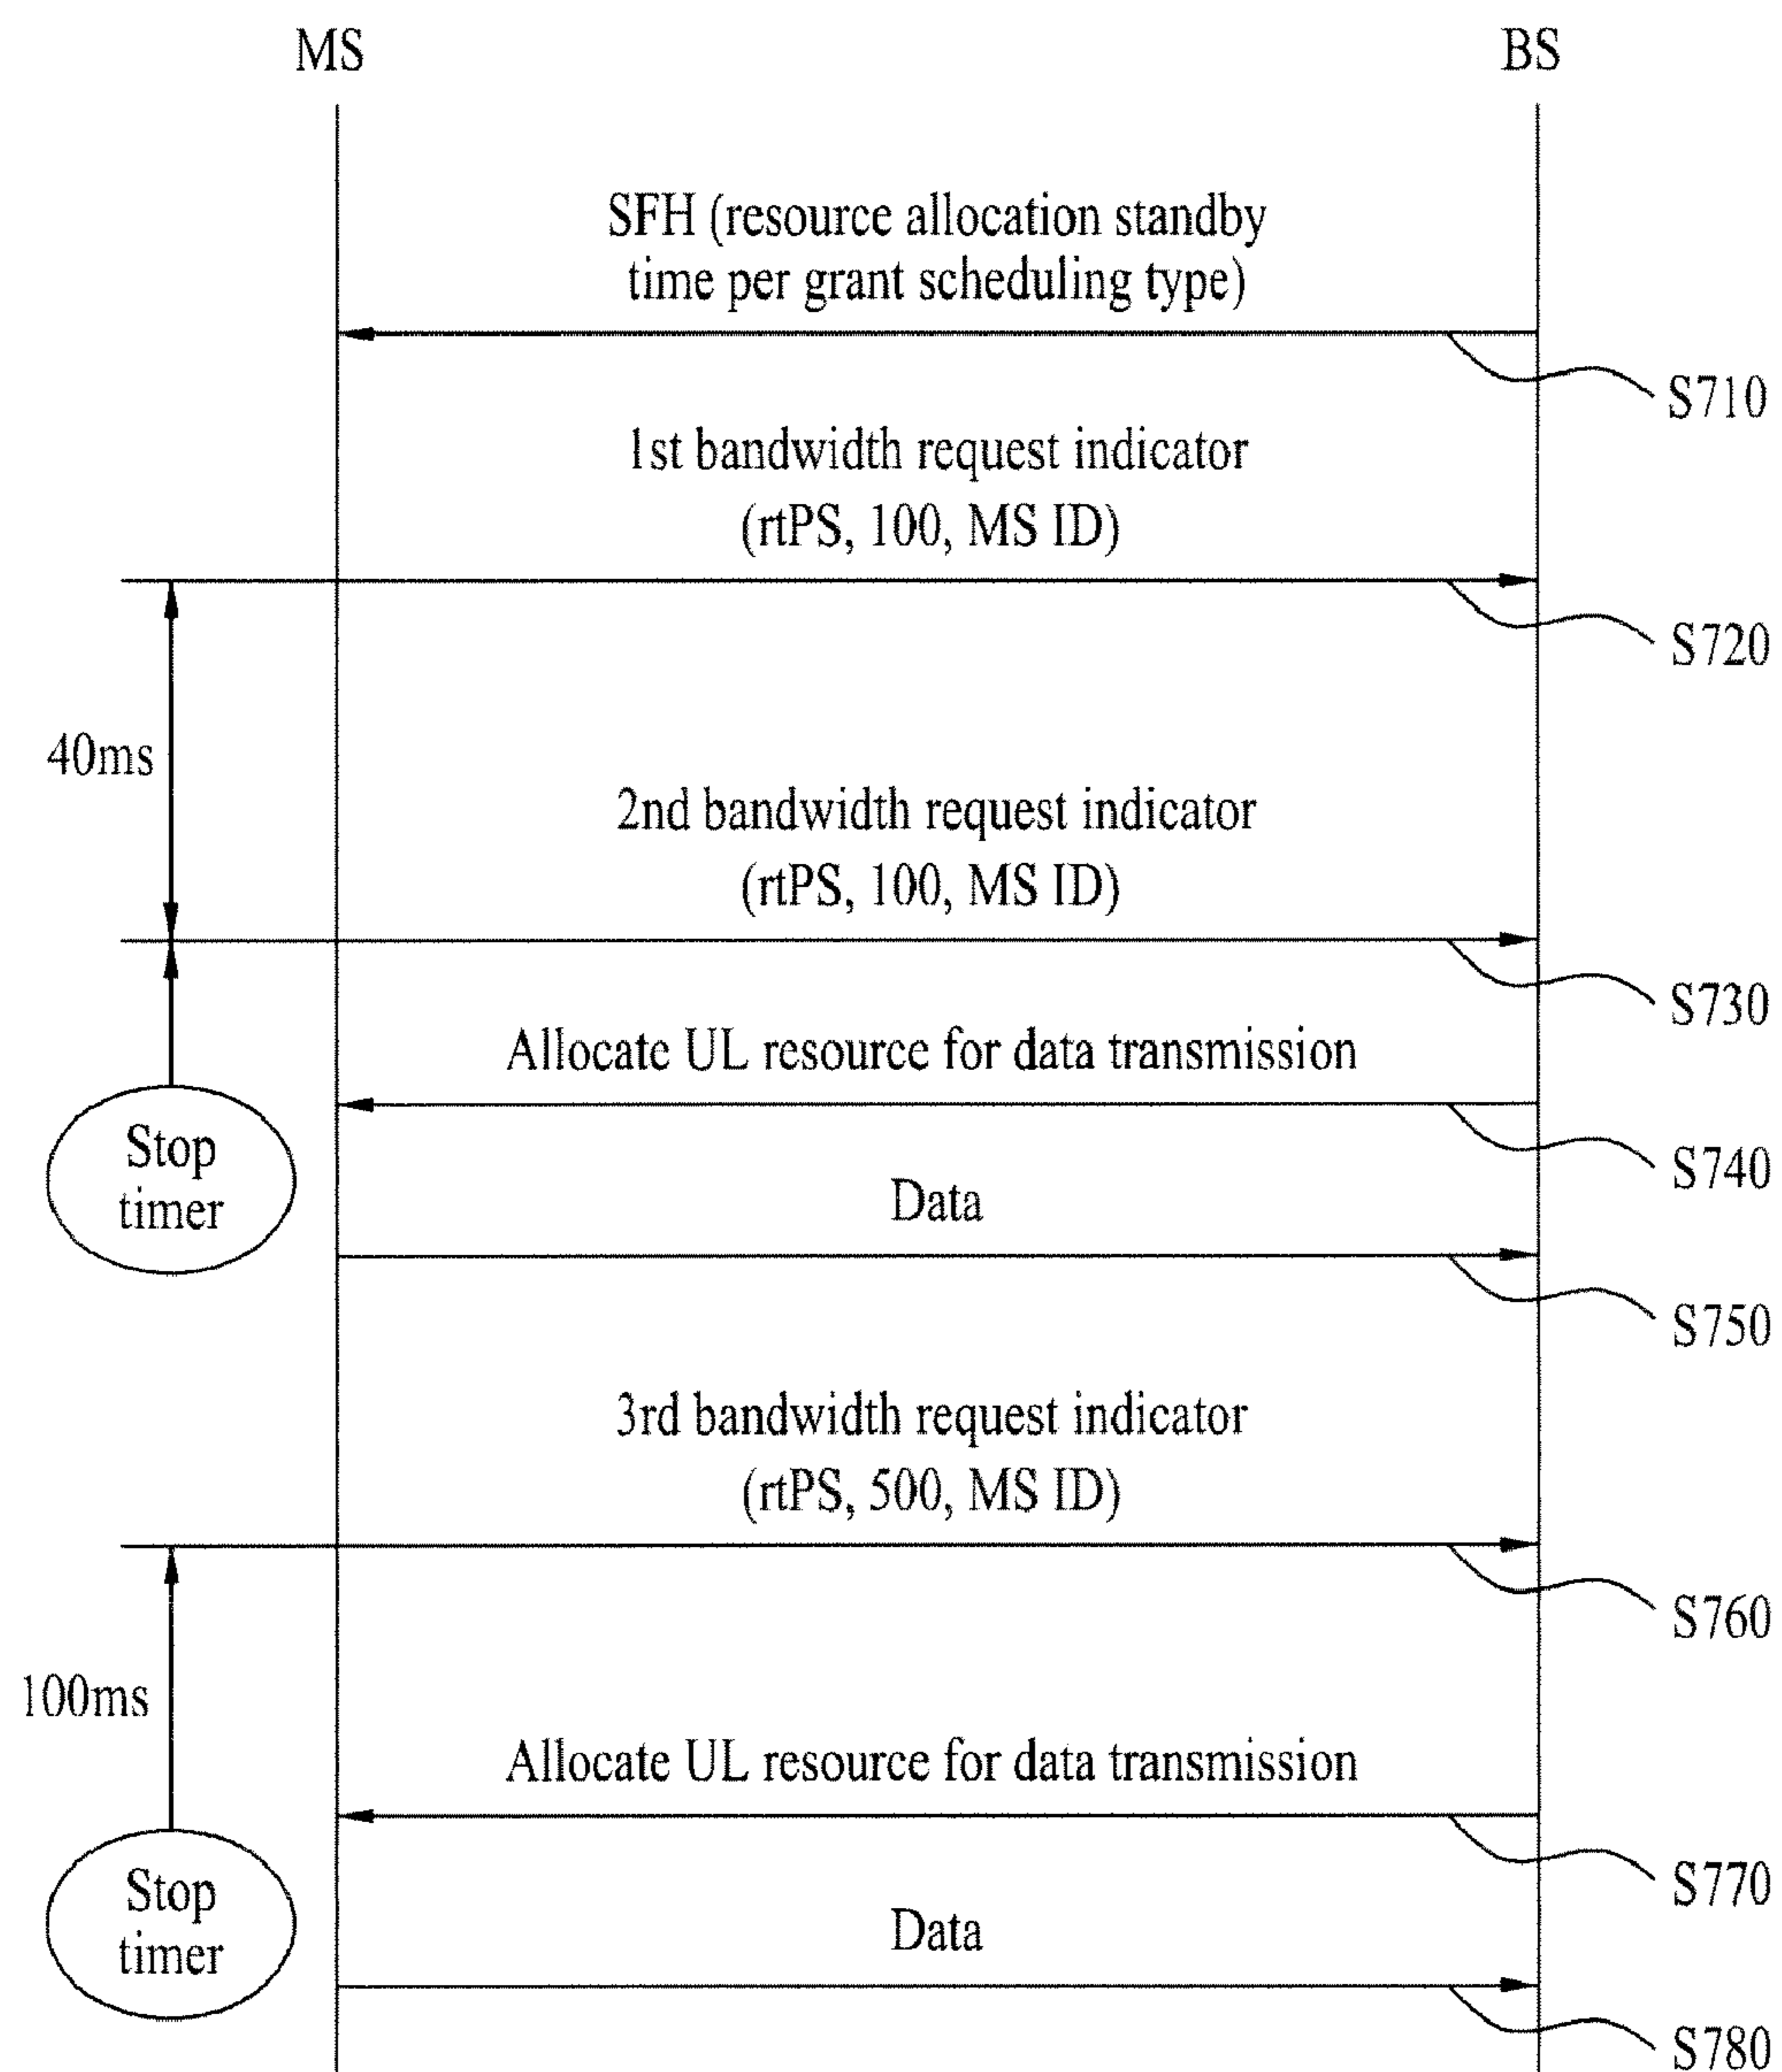 MS
BS
SFH (resource allocation standby
time per grant scheduling type)
S710
1st bandwidth request indicator
(rtPS, 100, MS ID)
S720
40ms
2nd bandwidth request indicator
(rtPS, 100, MS ID)
S730
Allocate UL resource for data transmission
Stop
timer
S740
Data
S750
3rd bandwidth request indicator
(rtPS, 500, MS ID)
S760
100ms
Allocate UL resource for data transmission
S770
Stop
timer
Data
S780